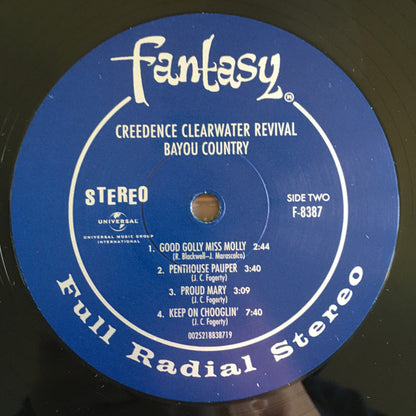 fantasy®
CREEDENCE CLEARWATER REVIVAL
BAYOU COUNTRY
STEREO
UNIVERSAL
UNIVERSAL MUSIC GROUP
INTERNATIONAL
SIDE TWO
F-8387
1. GOOD GOLLY MISS MOLLY 2:44
(R. Blackwell–J. Marascalco)
2. PENTHOUSE PAUPER 3:40
(J. C. Fogerty)
3. PROUD MARY 3:09
(J. C. Fogerty)
4. KEEP ON CHOOGLIN' 7:40
(J. C. Fogerty)
0025218838719
Full Radial Stereo